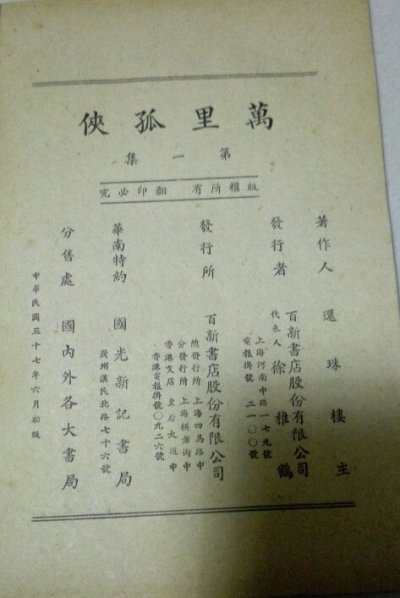 萬里孤俠
第一集
版權所有 翻印必究
著作人 還珠樓主
發行者 百新書店股份有限公司
代表人 徐稚鶴
上海河南中路一七九號
電報掛號 二一〇〇號
發行所 百新書店股份有限公司
總發行所 上海四馬路中
分發行所 上海棋盤街中
香港支店 皇后大道中
香港電報掛號〇九二六號
華南特約 國光新記書局
廣州漢民北路七十六號
分售處 國內外各大書局
中華民國三十七年六月初版